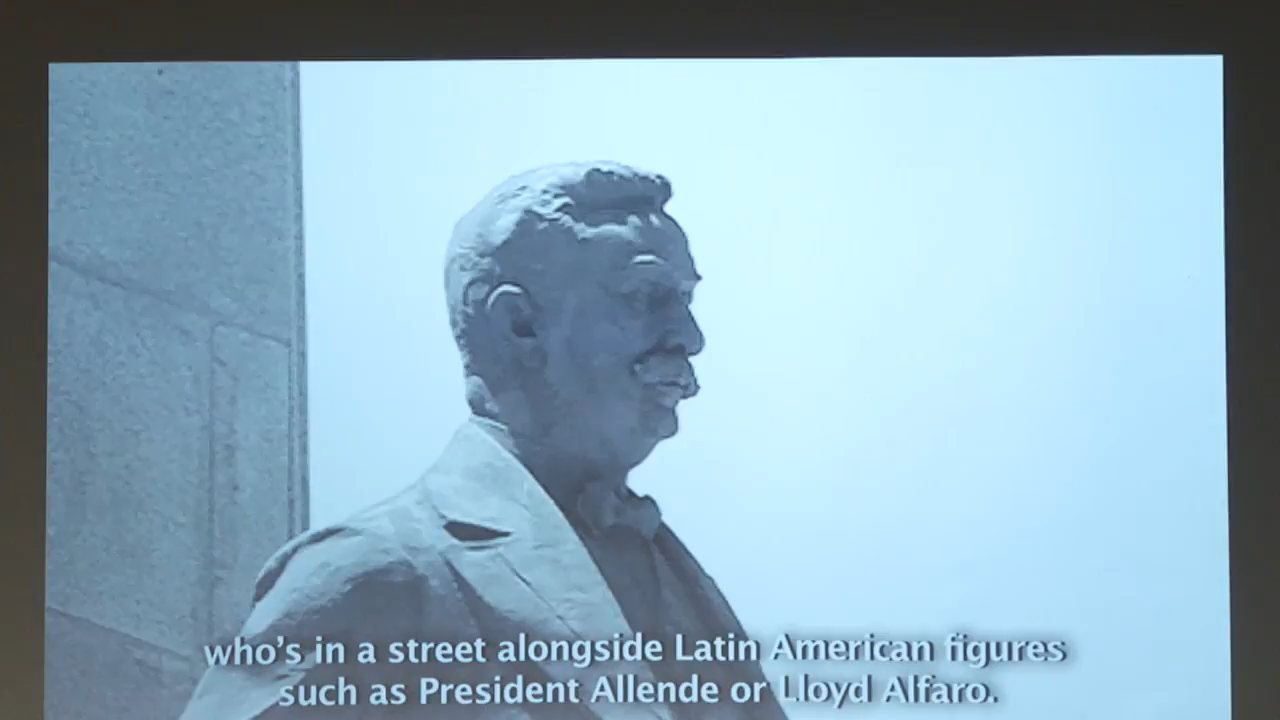 who's in a street alongside Latin American figures
such as President Allende or Lloyd Alfaro.